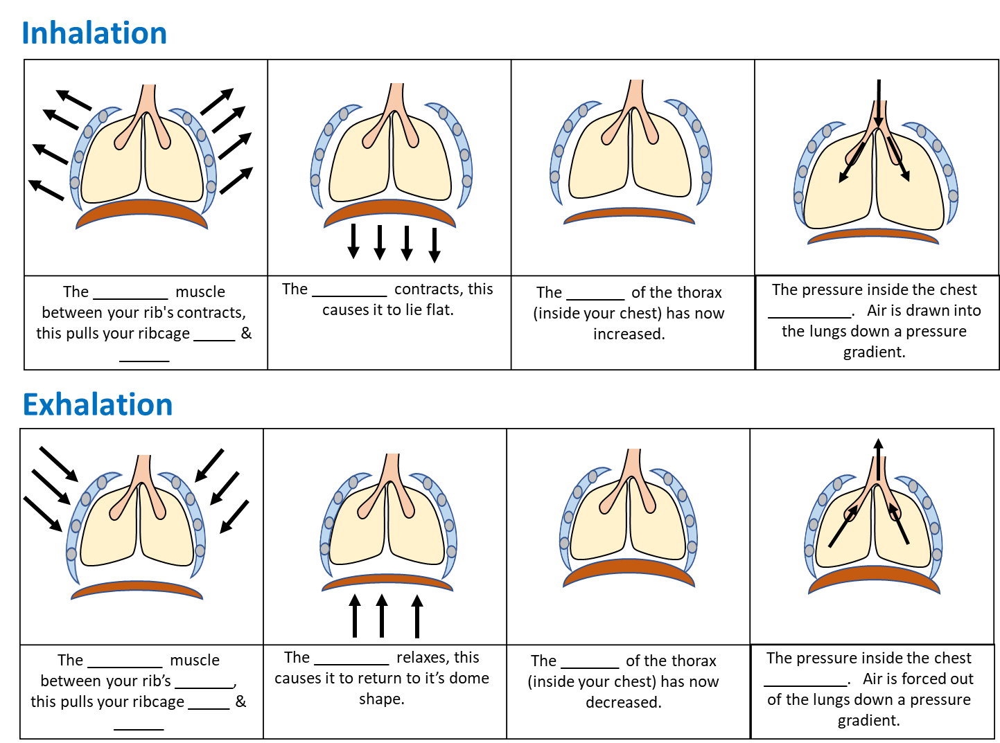 Inhalation
The _________ muscle
between your rib's contracts,
this pulls your ribcage _____ &
______
The _________ contracts, this
causes it to lie flat.
The _______ of the thorax
(inside your chest) has now
increased.
The pressure inside the chest
__________. Air is drawn into
the lungs down a pressure
gradient.
Exhalation
The _________ muscle
between your rib’s _______,
this pulls your ribcage _____ &
______
The _________ relaxes, this
causes it to return to it’s dome
shape.
The _______ of the thorax
(inside your chest) has now
decreased.
The pressure inside the chest
__________. Air is forced out
of the lungs down a pressure
gradient.